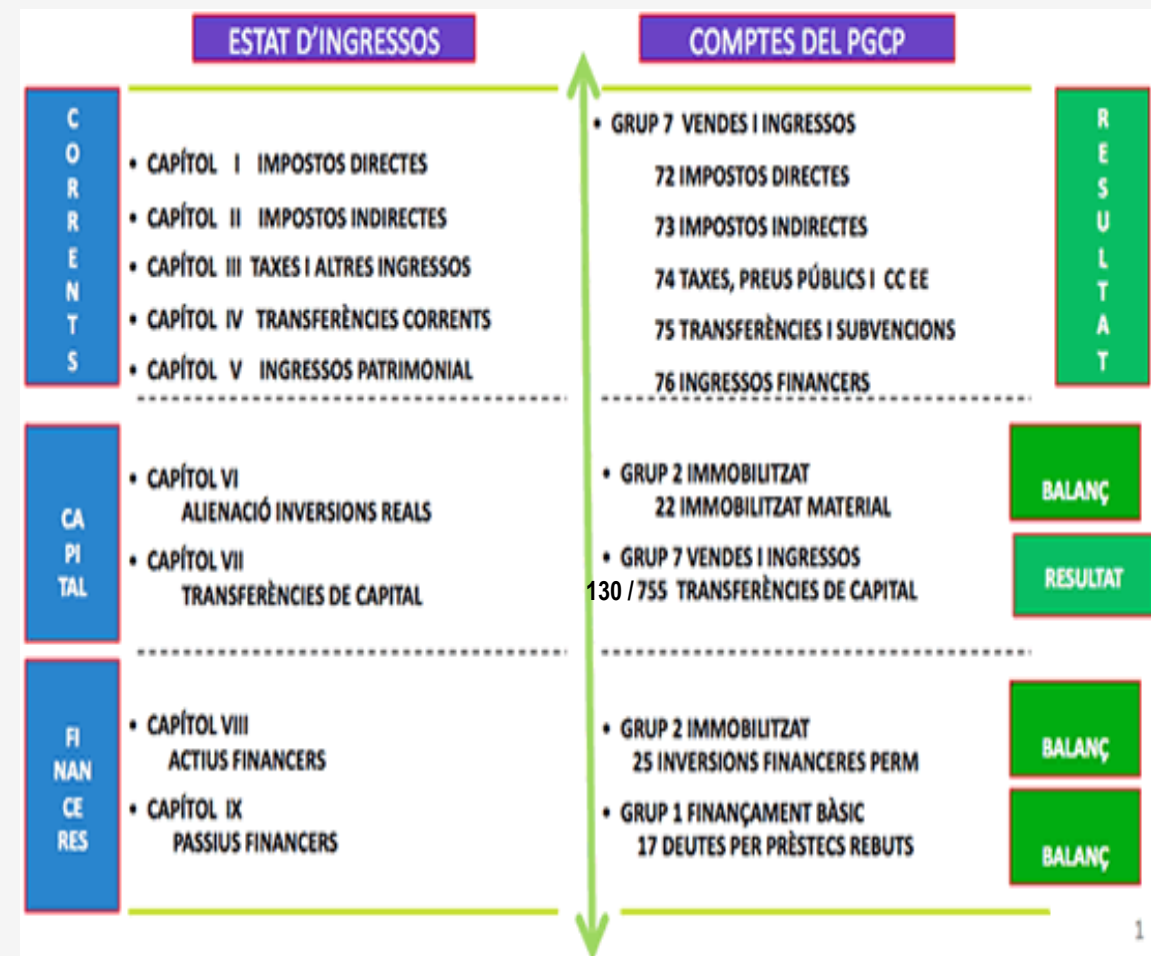 ESTAT D'INGRESSOS
COMPTES DEL PGCP
CORRENTS
• CAPÍTOL I IMPOSTOS DIRECTES
• CAPÍTOL II IMPOSTOS INDIRECTES
• CAPÍTOL III TAXES I ALTRES INGRESSOS
• CAPÍTOL IV TRANSFERÈNCIES CORRENTS
• CAPÍTOL V INGRESSOS PATRIMONIAL
• GRUP 7 VENDES I INGRESSOS
72 IMPOSTOS DIRECTES
73 IMPOSTOS INDIRECTES
74 TAXES, PREUS PÚBLICS I CC EE
75 TRANSFERÈNCIES I SUBVENCIONS
76 INGRESSOS FINANCERS
RESULTAT
CA
PI
TAL
• CAPÍTOL VI
ALIENACIÓ INVERSIONS REALS
• CAPÍTOL VII
TRANSFERÈNCIES DE CAPITAL
• GRUP 2 IMMOBILITZAT
22 IMMOBILITZAT MATERIAL
• GRUP 7 VENDES I INGRESSOS
130 / 755 TRANSFERÈNCIES DE CAPITAL
BALANÇ
RESULTAT
FI
NAN
CE
RES
• CAPÍTOL VIII
ACTIUS FINANCERS
• CAPÍTOL IX
PASSIUS FINANCERS
• GRUP 2 IMMOBILITZAT
25 INVERSIONS FINANCERES PERM
• GRUP 1 FINANÇAMENT BÀSIC
17 DEUTES PER PRÈSTECS REBUTS
BALANÇ
BALANÇ
1